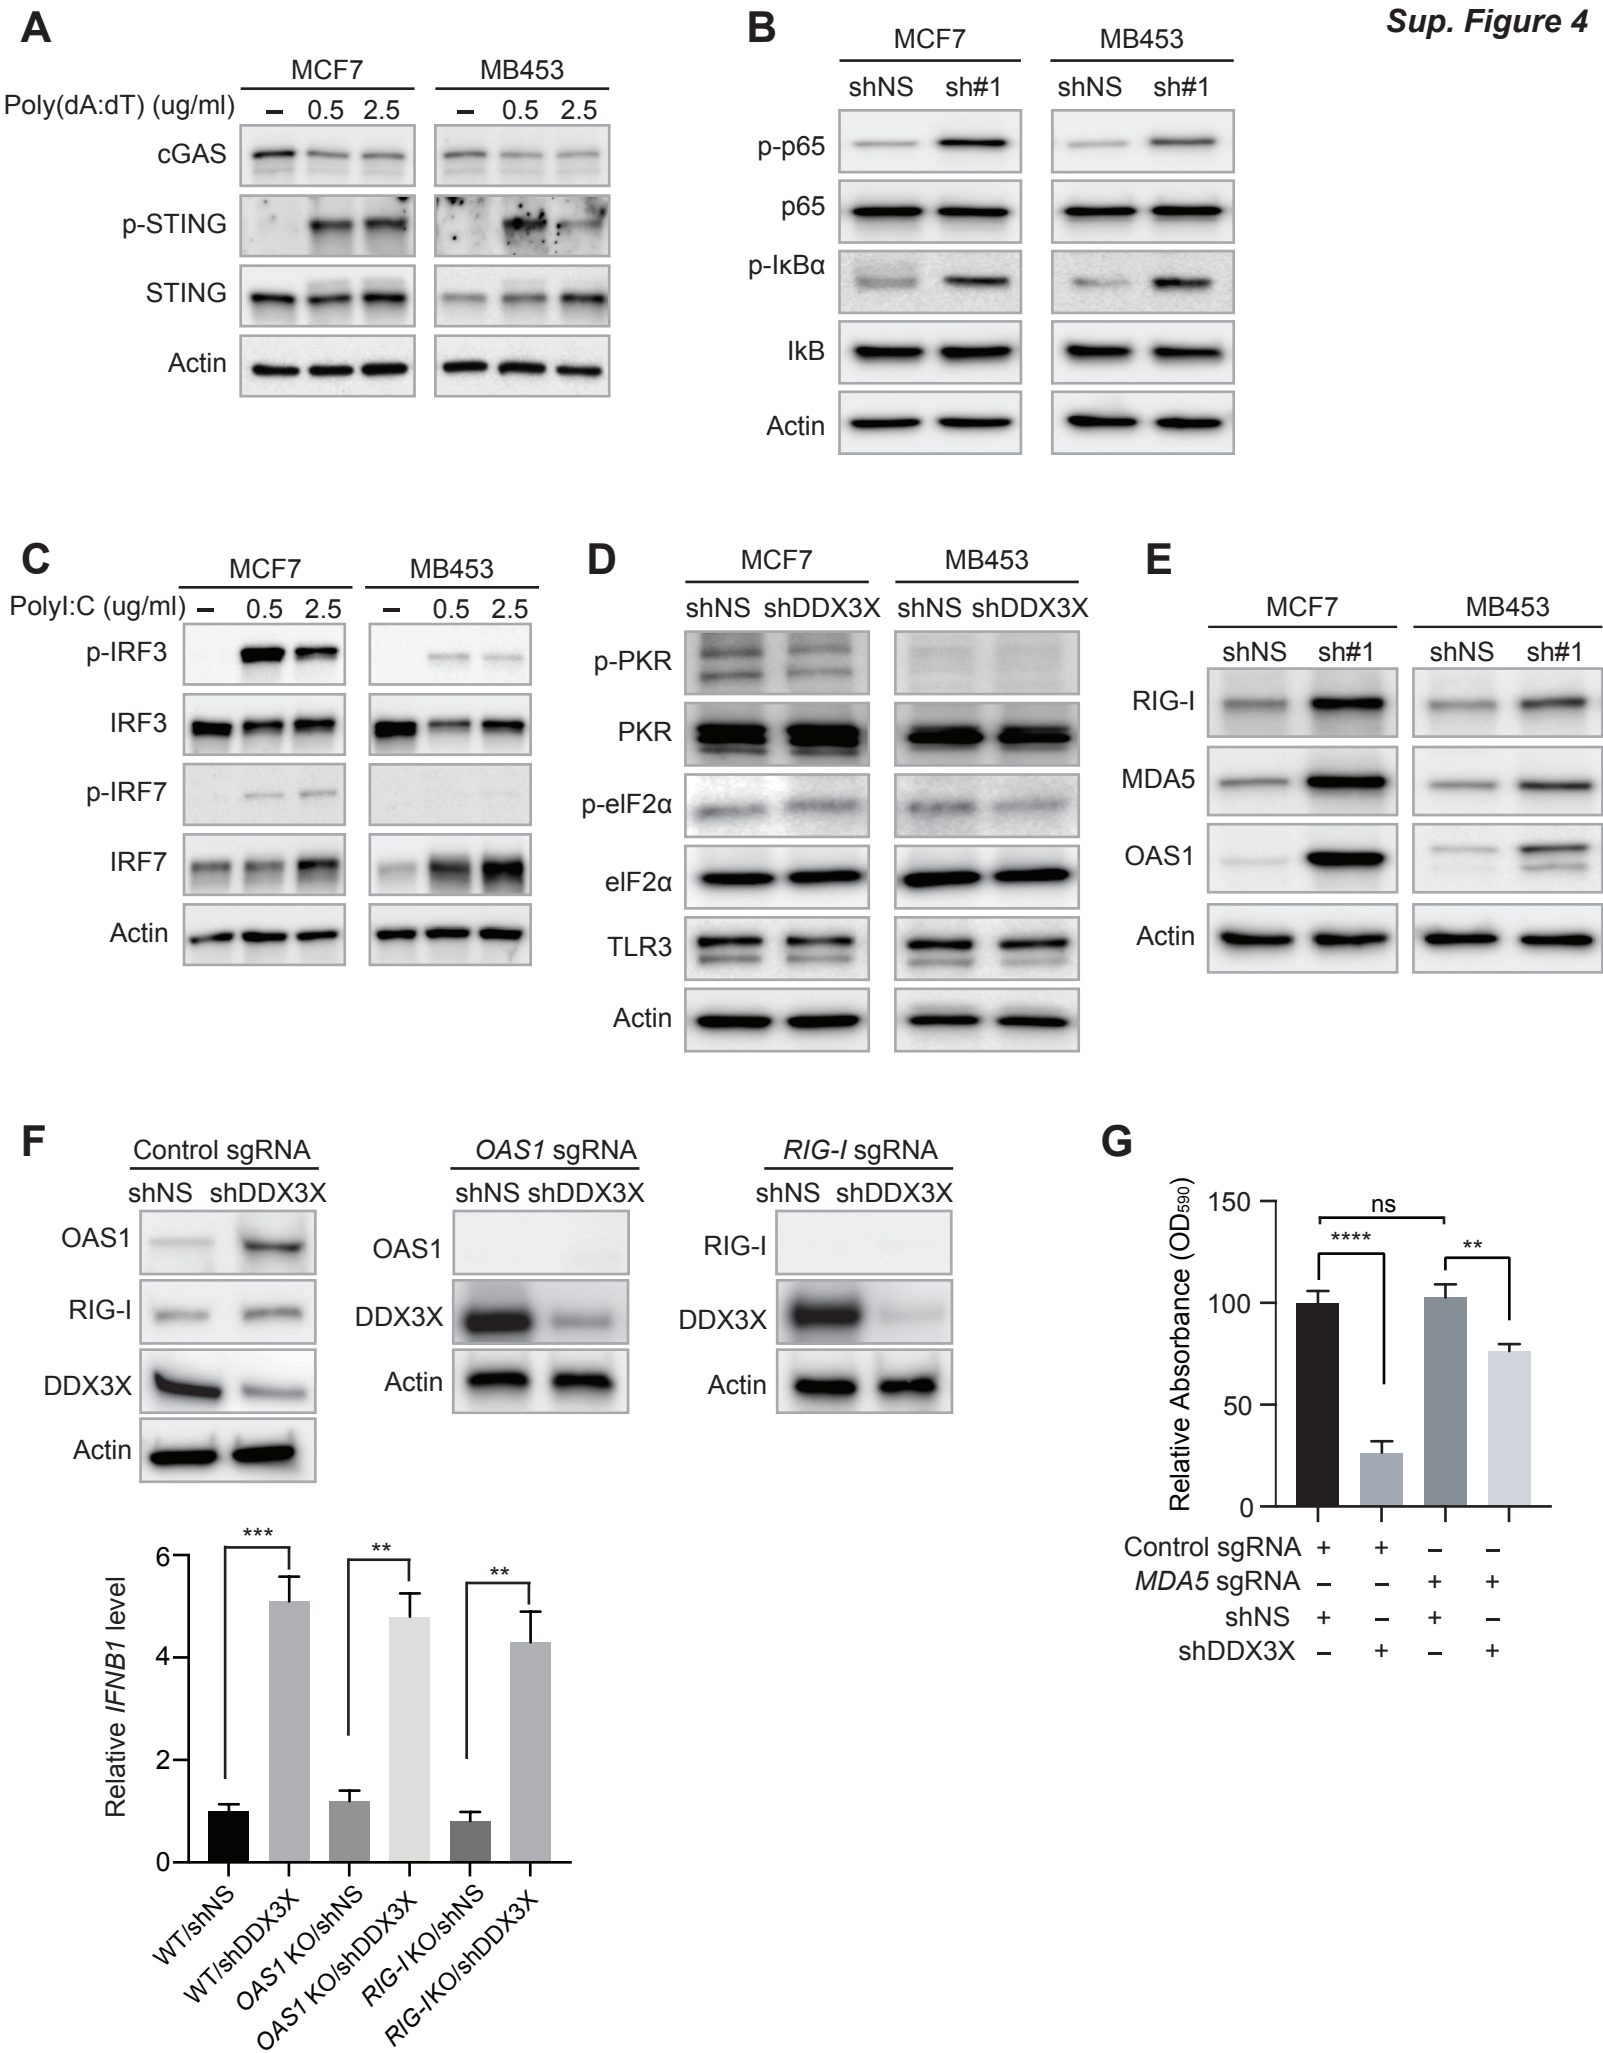 Sup. Figure 4
A
MCF7 MB453
Poly(dA:dT) (ug/ml) – 0.5 2.5 – 0.5 2.5
cGAS
p-STING
STING
Actin
B
MCF7 MB453
shNS sh#1 shNS sh#1
p-p65
p65
p-IκBα
IkB
Actin
C
MCF7 MB453
PolyI:C (ug/ml) – 0.5 2.5 – 0.5 2.5
p-IRF3
IRF3
p-IRF7
IRF7
Actin
D
MCF7 MB453
shNS shDDX3X shNS shDDX3X
p-PKR
PKR
p-eIF2α
eIF2α
TLR3
Actin
E
MCF7 MB453
shNS sh#1 shNS sh#1
RIG-I
MDA5
OAS1
Actin
F
Control sgRNA
shNS shDDX3X
OAS1
RIG-I
DDX3X
Actin
OAS1 sgRNA
shNS shDDX3X
OAS1
DDX3X
Actin
RIG-I sgRNA
shNS shDDX3X
RIG-I
DDX3X
Actin
Relative IFNB1 level
6
4
2
0
*** ** **
WT/shNS
WT/shDDX3X
OAS1 KO/shNS
OAS1 KO/shDDX3X
RIG-I KO/shNS
RIG-I KO/shDDX3X
G
Relative Absorbance (OD590)
150
100
50
0
ns
**** **
Control sgRNA + + – –
MDA5 sgRNA – – + +
shNS + – + –
shDDX3X – + – +